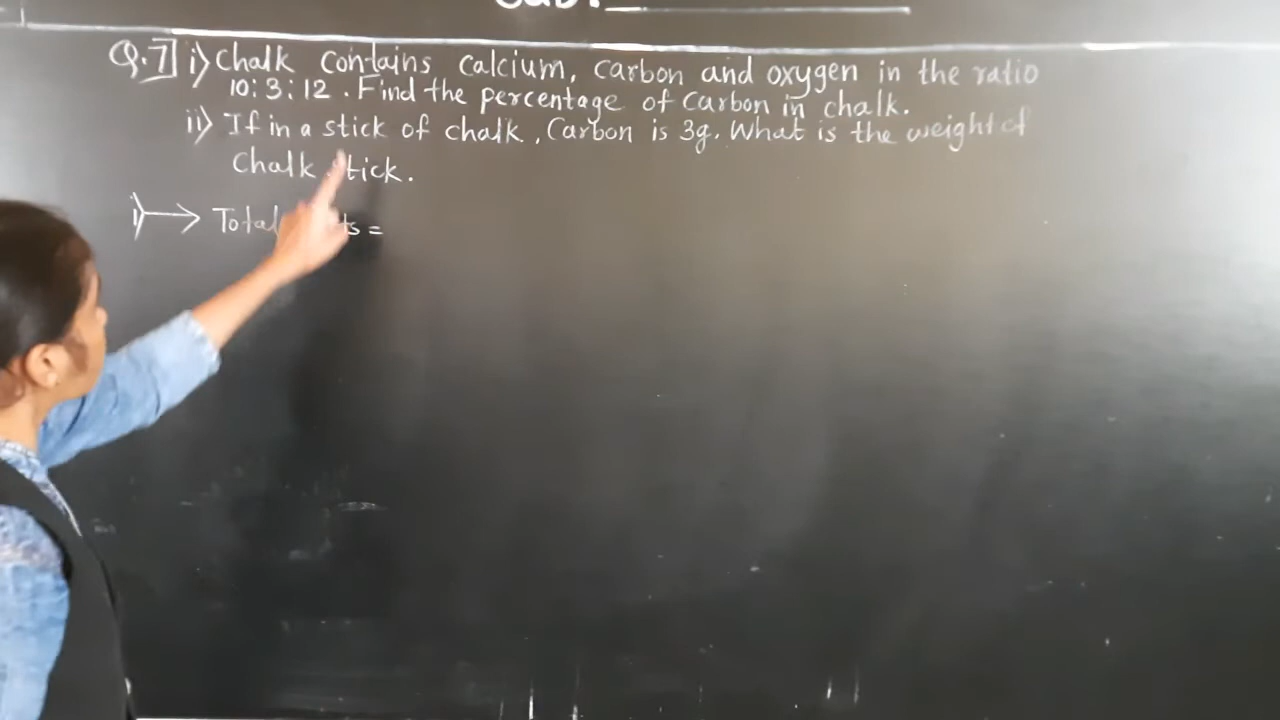 Q.7] i) Chalk contains calcium, carbon and oxygen in the ratio
10:3:12. Find the percentage of Carbon in chalk.
ii) If in a stick of chalk, Carbon is 3g. What is the weight of
Chalk stick.
i) → Total =